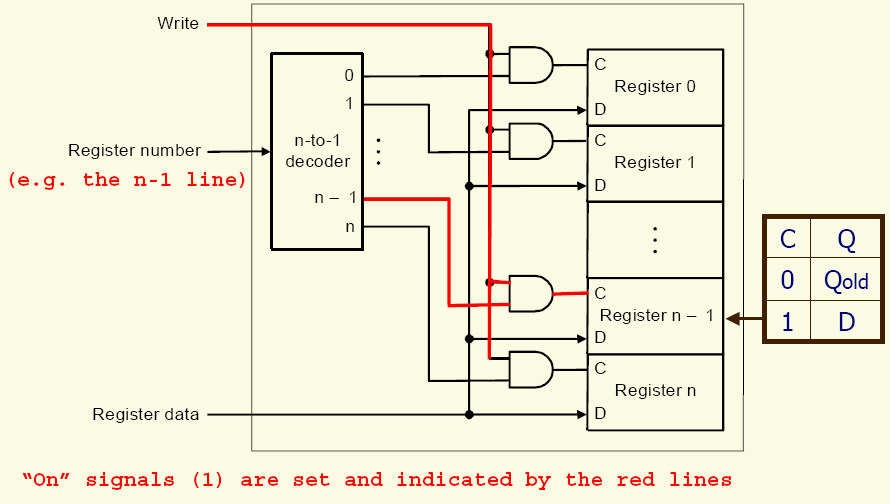 Write
0
C
Register 0
D
1
n-to-1
decoder
Register number
(e.g. the n-1 line)
C
Register 1
D
n – 1
n
C
Register n – 1
D
C
Register n
D
Register data
C Q
0 Qold
1 D
“On” signals (1) are set and indicated by the red lines